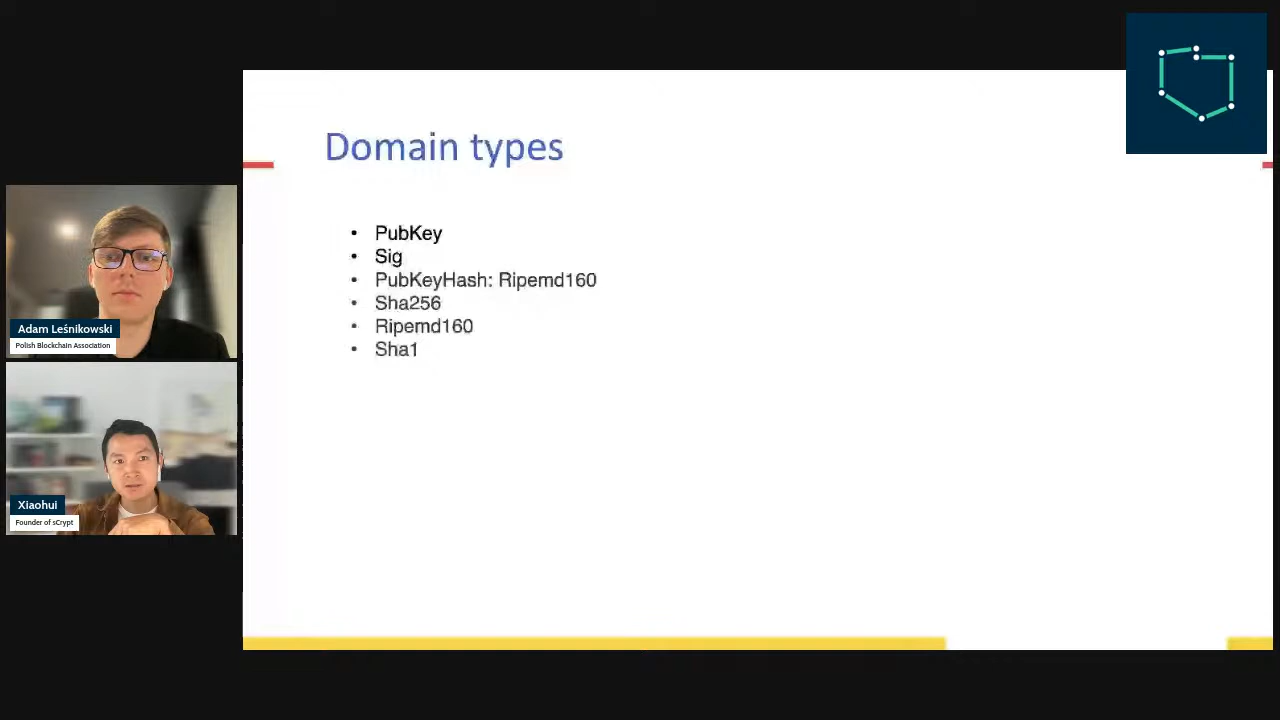 Domain types
• PubKey
• Sig
• PubKeyHash: Ripemd160
• Sha256
• Ripemd160
• Sha1
Adam Leśnikowski
Polish Blockchain Association
Xiaohui
Founder of sCrypt